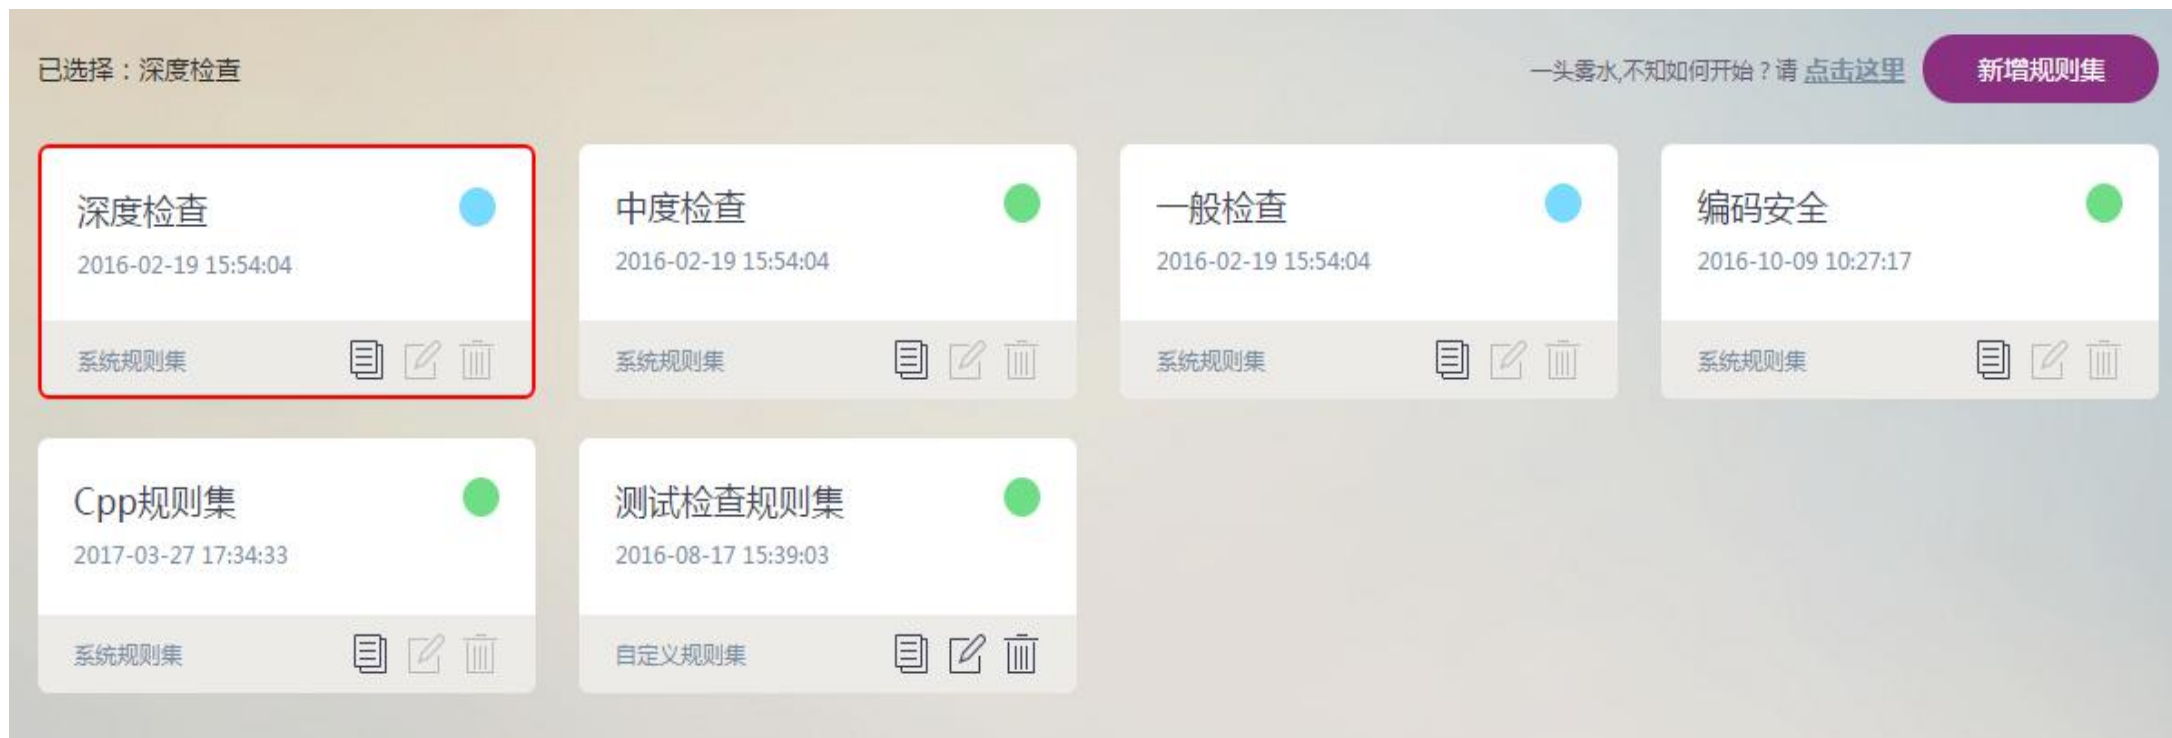 已选择：深度检查
一头雾水,不知如何开始？请 点击这里
新增规则集
深度检查
2016-02-19 15:54:04
系统规则集
中度检查
2016-02-19 15:54:04
系统规则集
一般检查
2016-02-19 15:54:04
系统规则集
编码安全
2016-10-09 10:27:17
系统规则集
Cpp规则集
2017-03-27 17:34:33
系统规则集
测试检查规则集
2016-08-17 15:39:03
自定义规则集